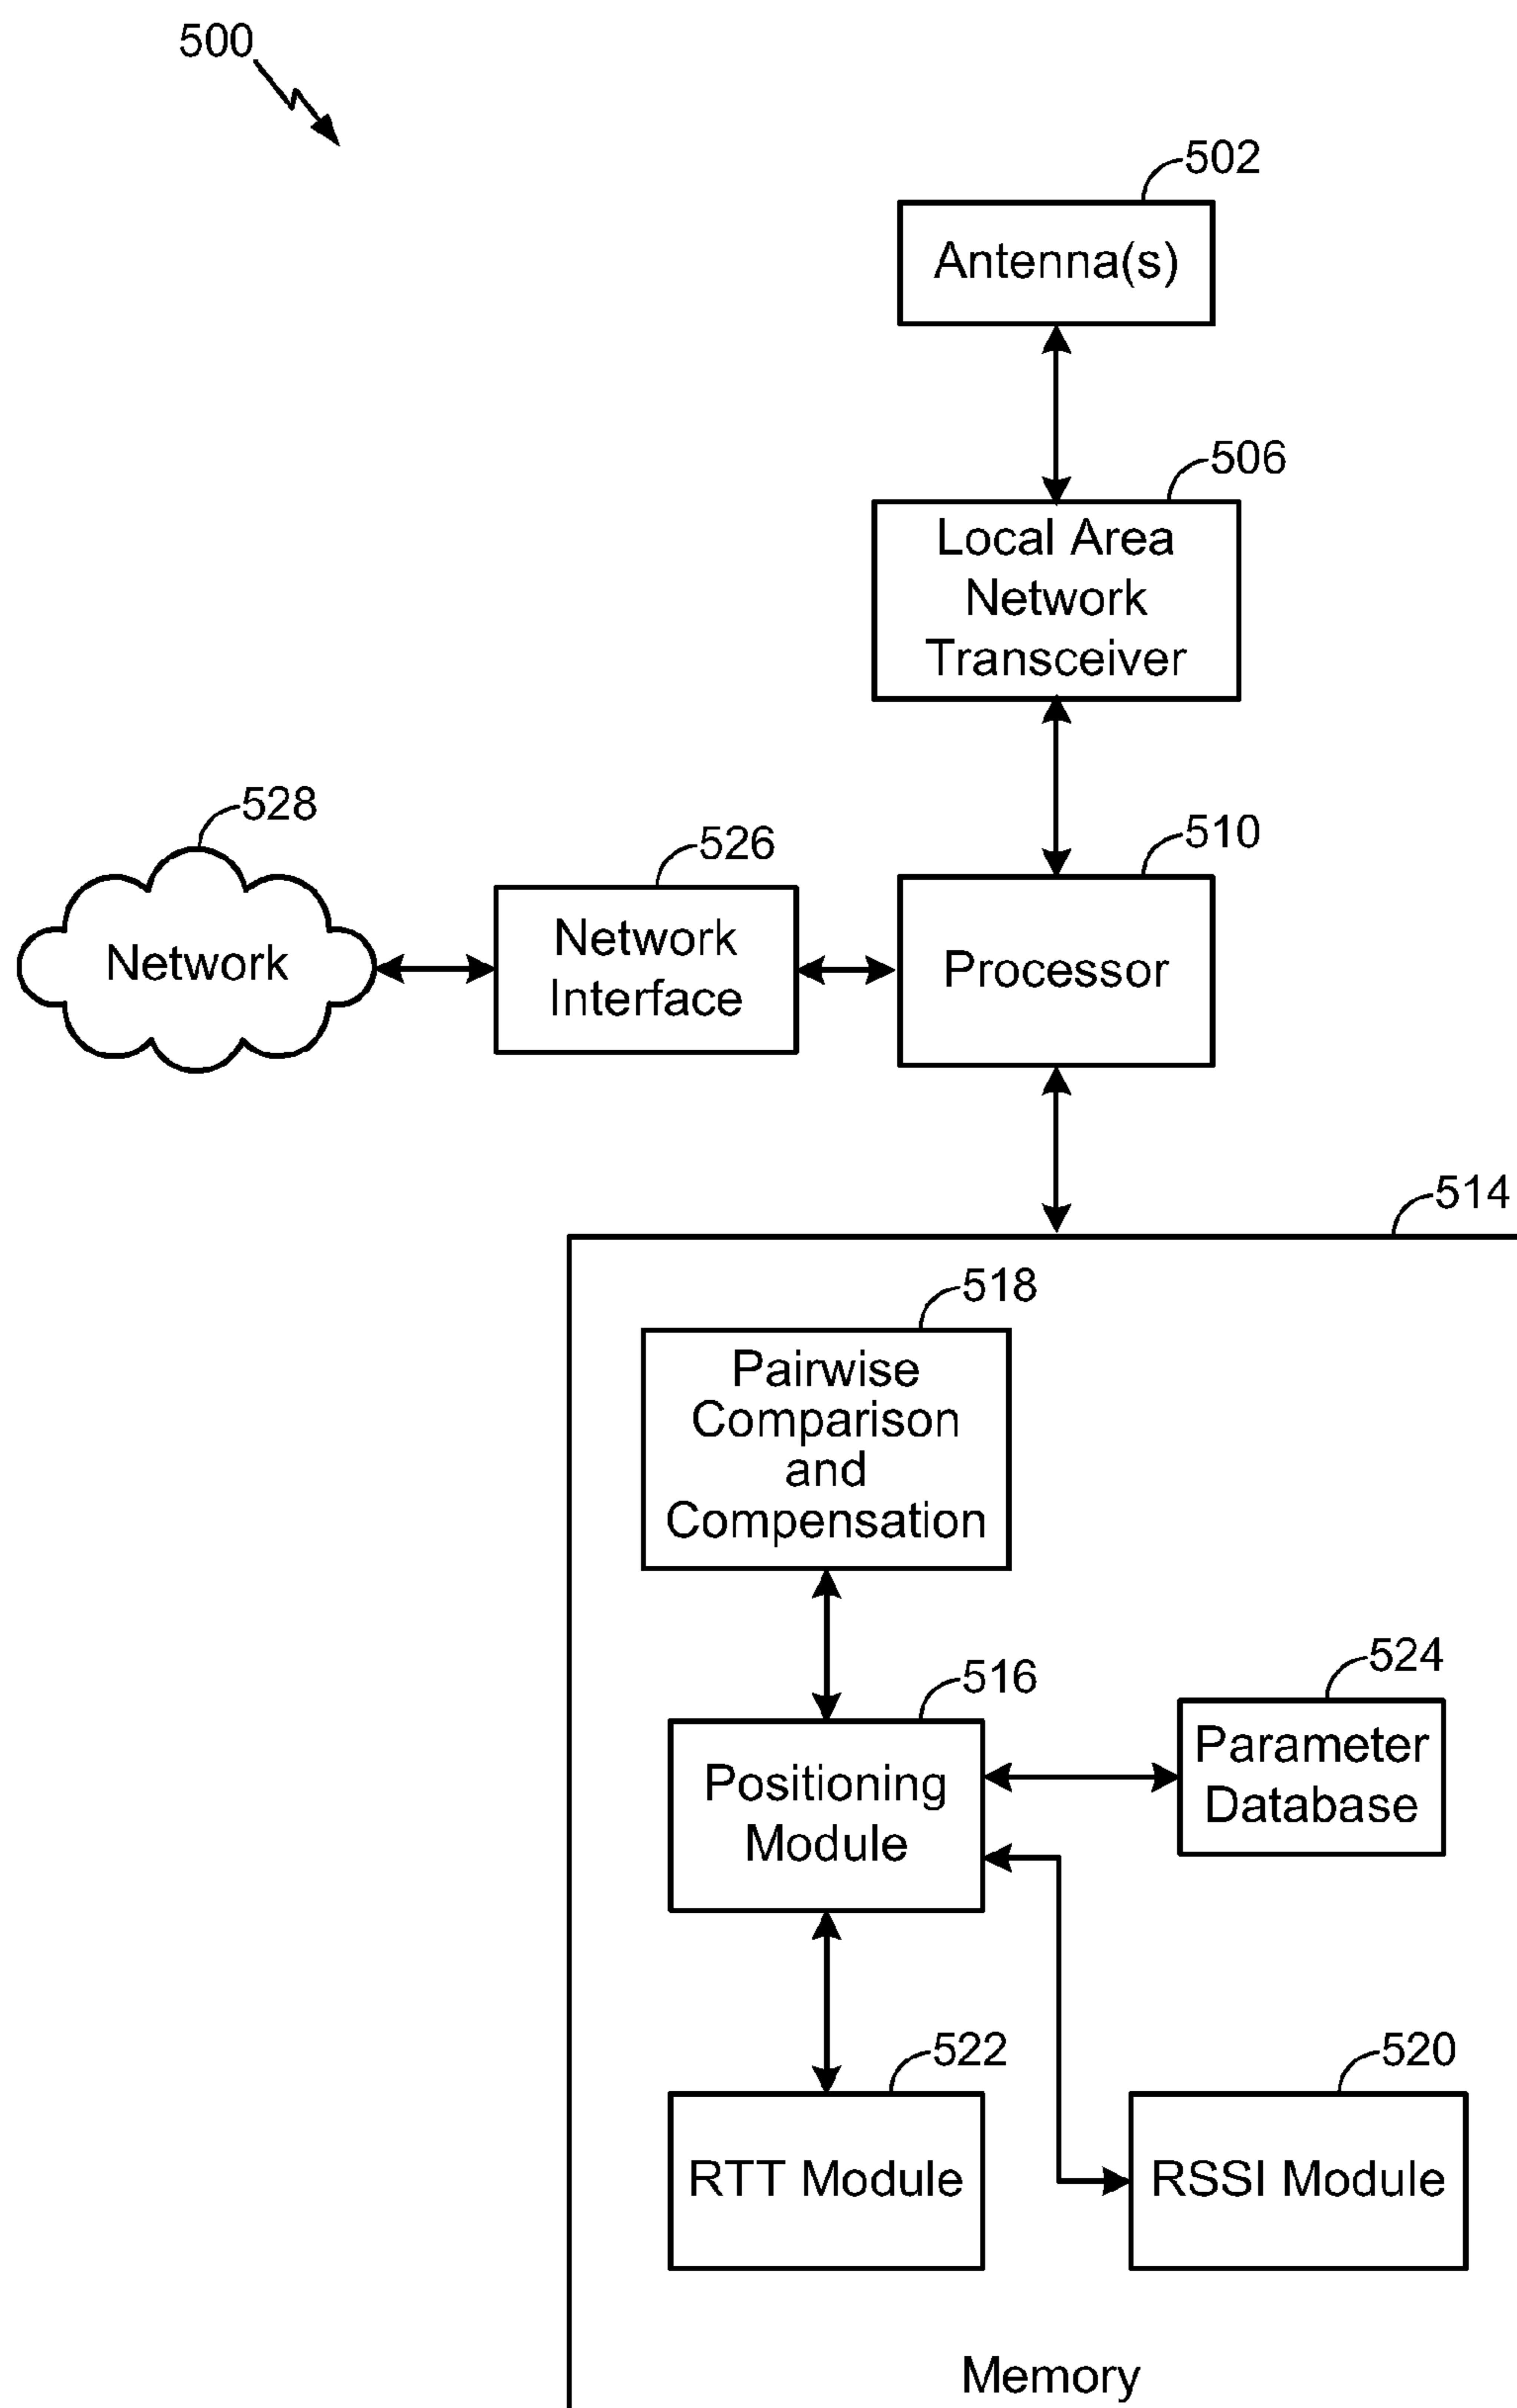 500
502
Antenna(s)
506
Local Area
Network
Transceiver
528
Network
526
Network
Interface
510
Processor
514
518
Pairwise
Comparison
and
Compensation
516
Positioning
Module
524
Parameter
Database
522
RTT Module
520
RSSI Module
Memory